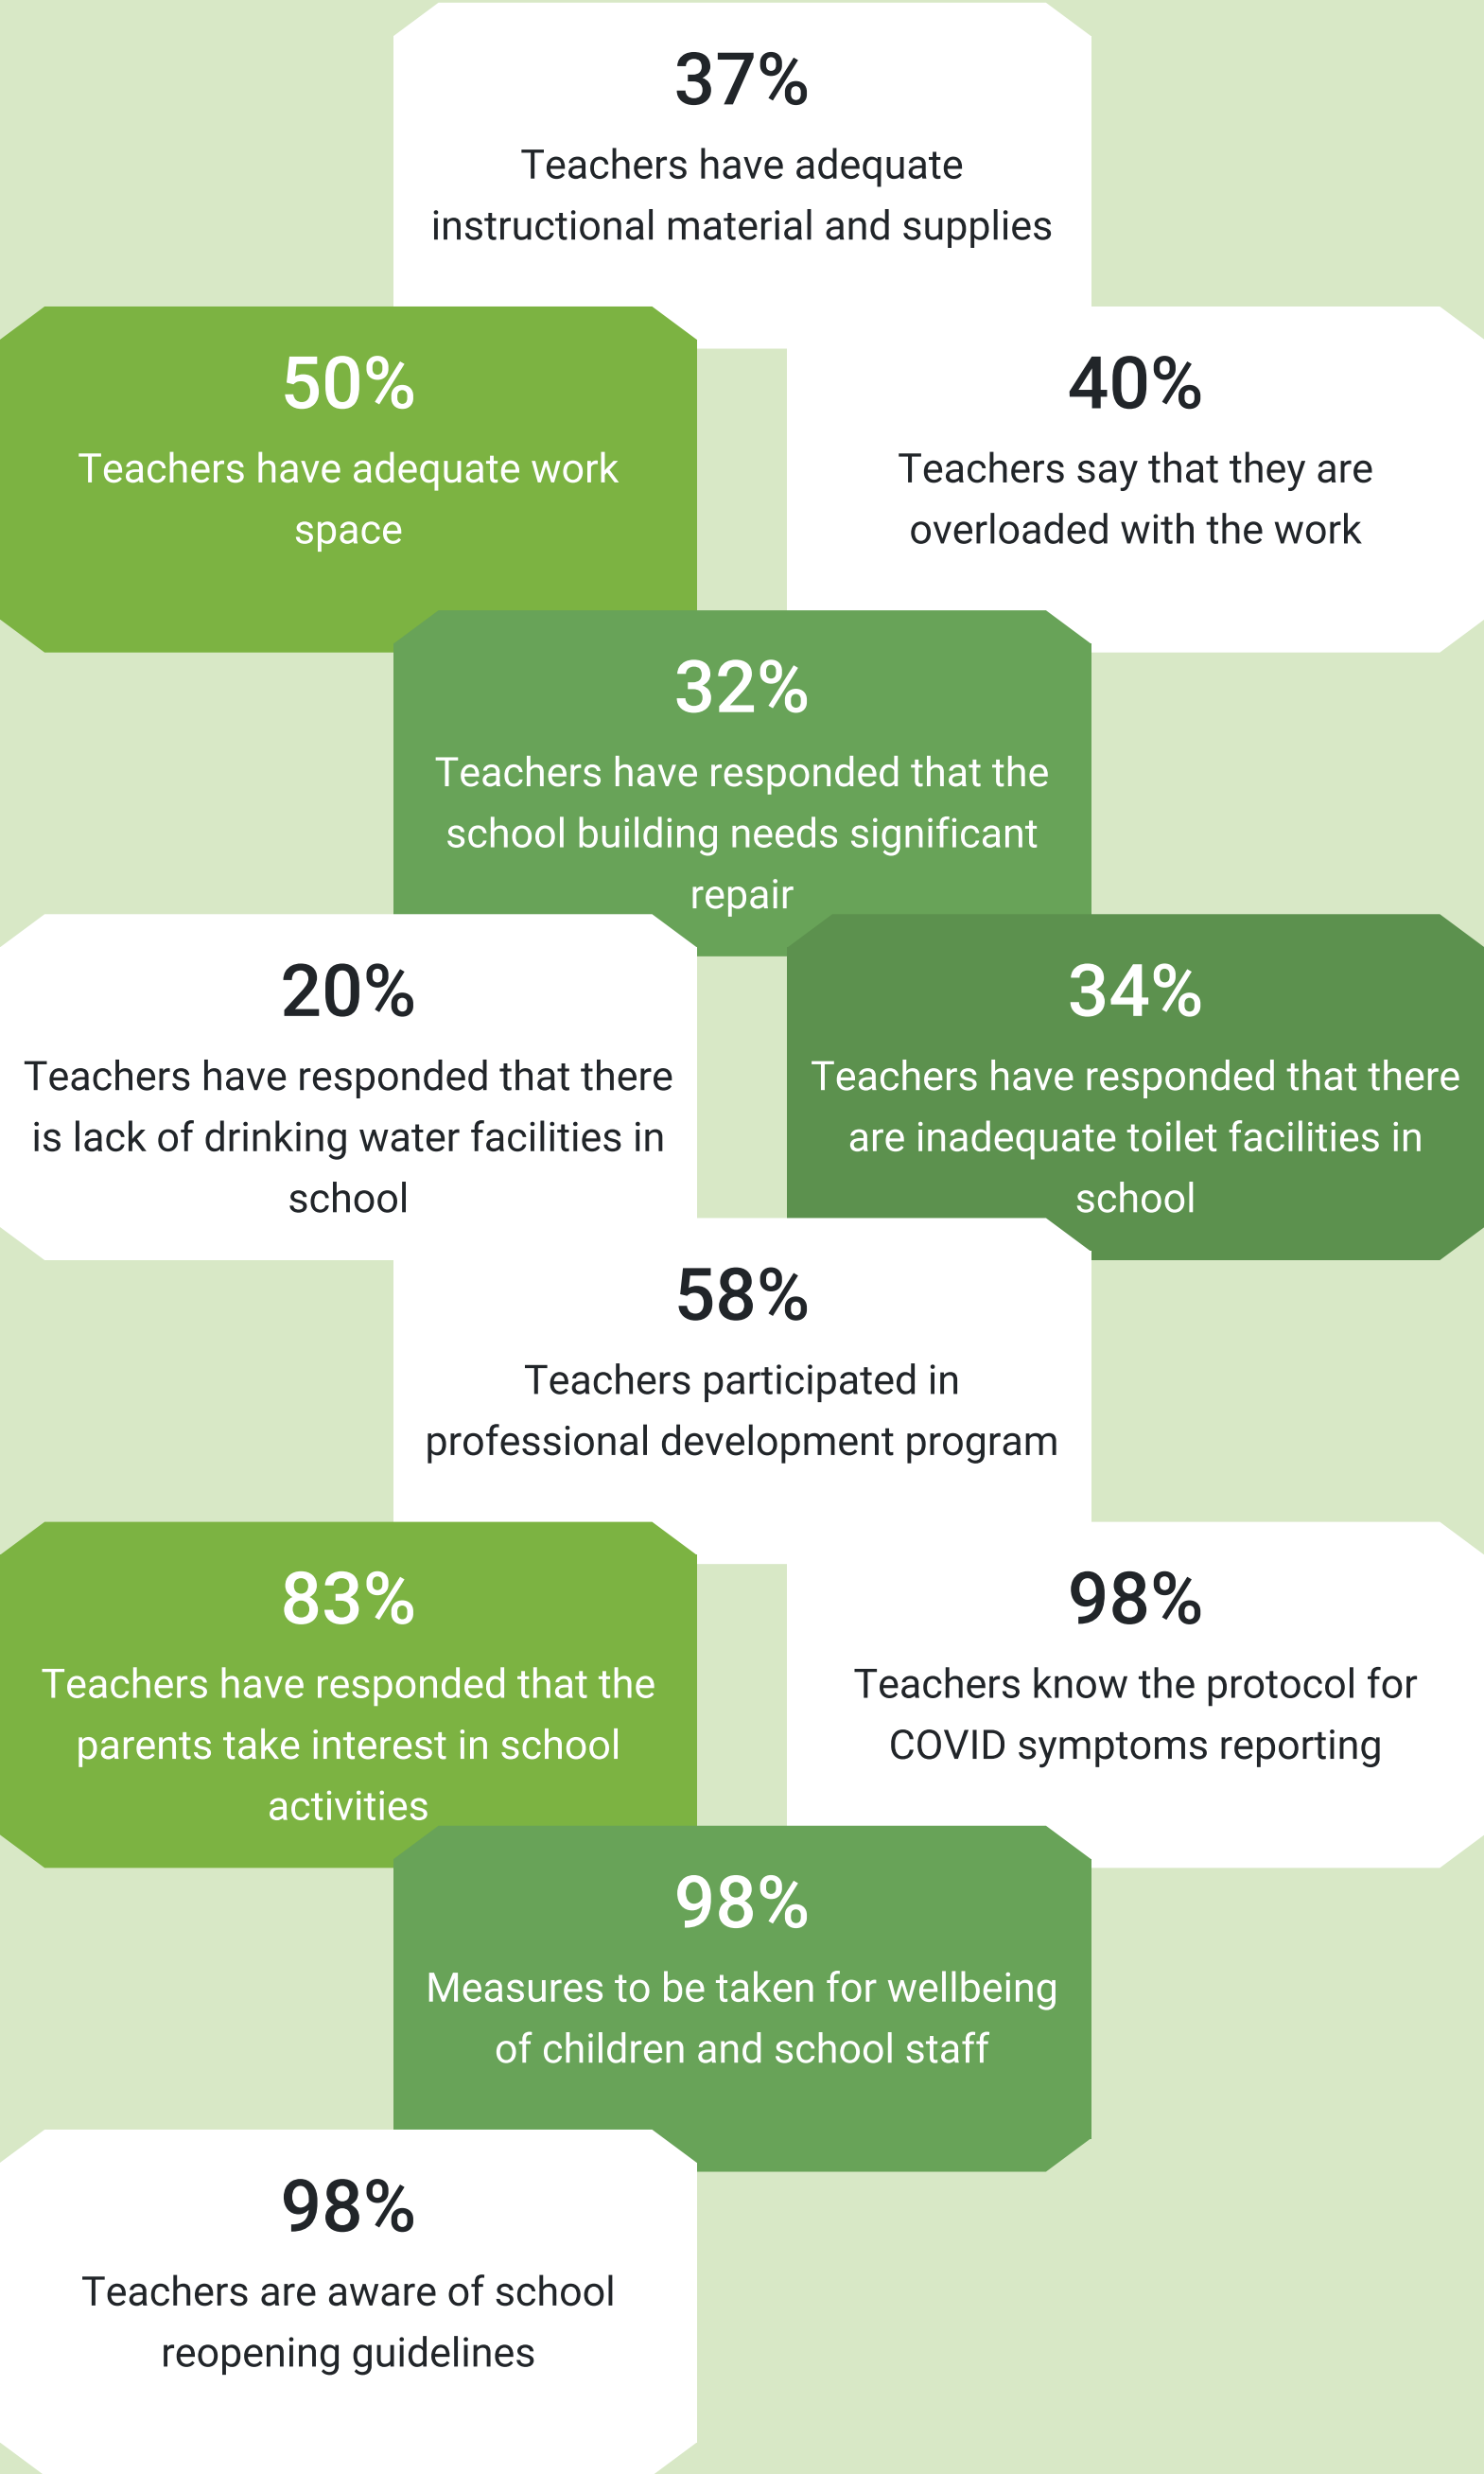 37%
Teachers have adequate
instructional material and supplies
50%
Teachers have adequate work
space
40%
Teachers say that they are
overloaded with the work
32%
Teachers have responded that the
school building needs significant
repair
20%
Teachers have responded that there
is lack of drinking water facilities in
school
34%
Teachers have responded that there
are inadequate toilet facilities in
school
58%
Teachers participated in
professional development program
83%
Teachers have responded that the
parents take interest in school
activities
98%
Teachers know the protocol for
COVID symptoms reporting
98%
Measures to be taken for wellbeing
of children and school staff
98%
Teachers are aware of school
reopening guidelines